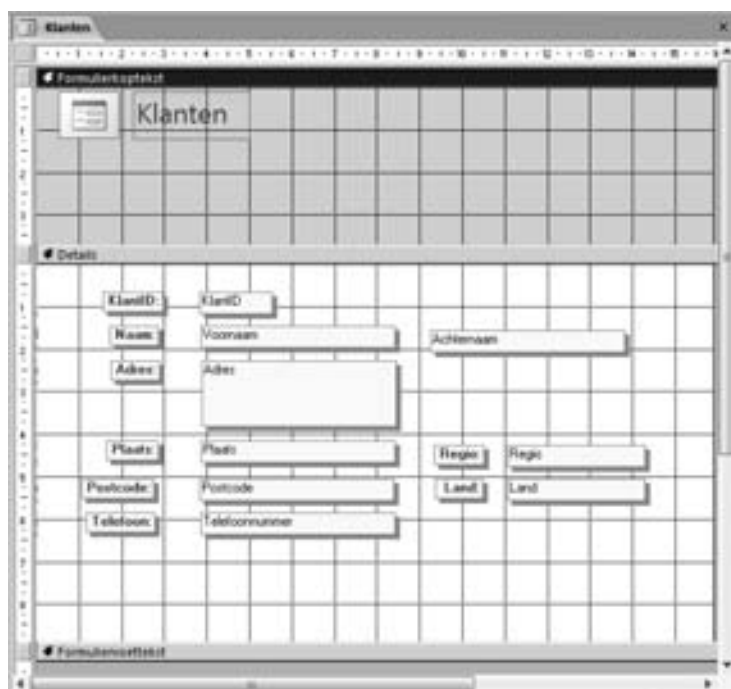 Klanten
Formulierkoptekst
Klanten
Details
KlantID: KlantID
Naam: Voornaam Achternaam
Adres: Adres
Plaats: Plaats Regio: Regio
Postcode: Postcode Land: Land
Telefoon: Telefoonnummer
Formuliervoettekst